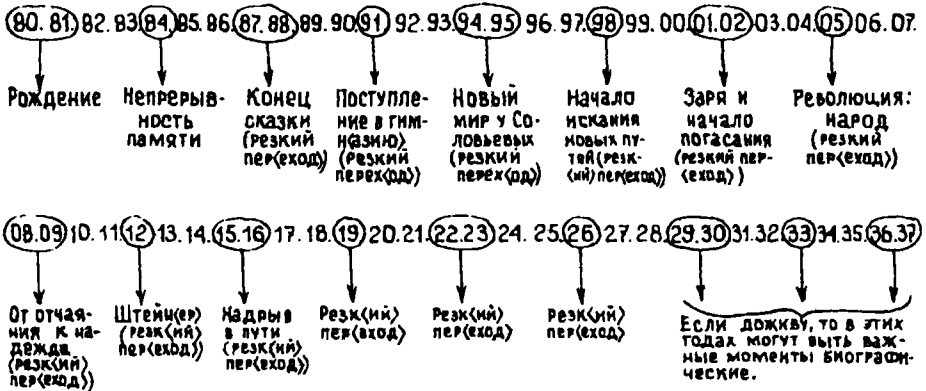 80. 81. 82. 83. 84. 85. 86. 87. 88. 89. 90. 91 92. 93. 94. 95 96. 97. 98 99. 00. 01. 02 03. 04. 05 06. 07.
Рождение
Непрерыв-
ность
памяти
Конец
сказки
(резкий
пер<еход>)
Поступле-
ние в гим-
н<азию>
(резкий
перех<од>)
Новый
мир у Со-
ловьевых
(резкий
перех<од>)
Начало
искания
новых пу-
тей (резк-
<ий> пер<еход>)
Заря и
начало
погасания
(резкий пер-
<еход>)
Революция:
народ
(резкий
пер<еход>)
08. 09. 10. 11. 12 13. 14. 15. 16 17. 18. 19 20. 21. 22. 23 24. 25. 26 27. 28. 29. 30 31. 32. 33 34. 35. 36. 37
От отчая-
ния к на-
дежде
(резк<ий>
пер<еход>)
Штейн<ер>
(резк<ий>
пер<еход>)
Надрыв
в пути
(резк<ий>
пер<еход>)
Резк<ий>
пер<еход>
Резк<ий>
пер<еход>
Резк<ий>
пер<еход>
Если доживу, то в этих
годах могут быть важ-
ные моменты биографи-
ческие.